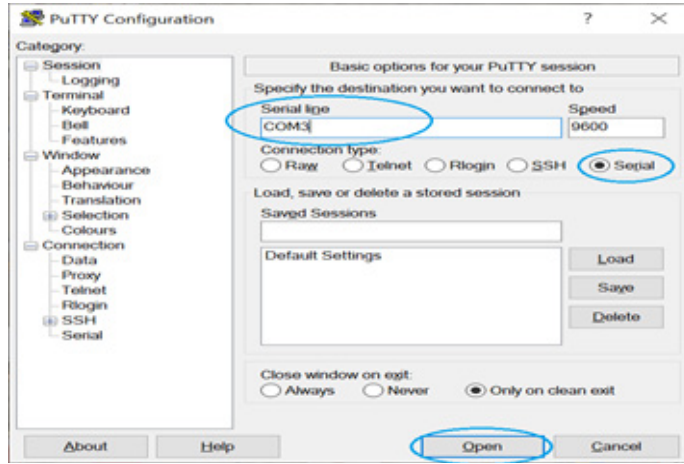 PuTTY Configuration ? ×
Category:
Session
Logging
Terminal
Keyboard
Bell
Features
Window
Appearance
Behaviour
Translation
Selection
Colours
Connection
Data
Proxy
Telnet
Rlogin
SSH
Serial
Basic options for your PuTTY session
Specify the destination you want to connect to
Serial line Speed
COM3 9600
Connection type:
Raw Telnet Rlogin SSH Serial
Load, save or delete a stored session
Saved Sessions
Default Settings
Load
Save
Delete
Close window on exit:
Always Never Only on clean exit
About Help Open Cancel